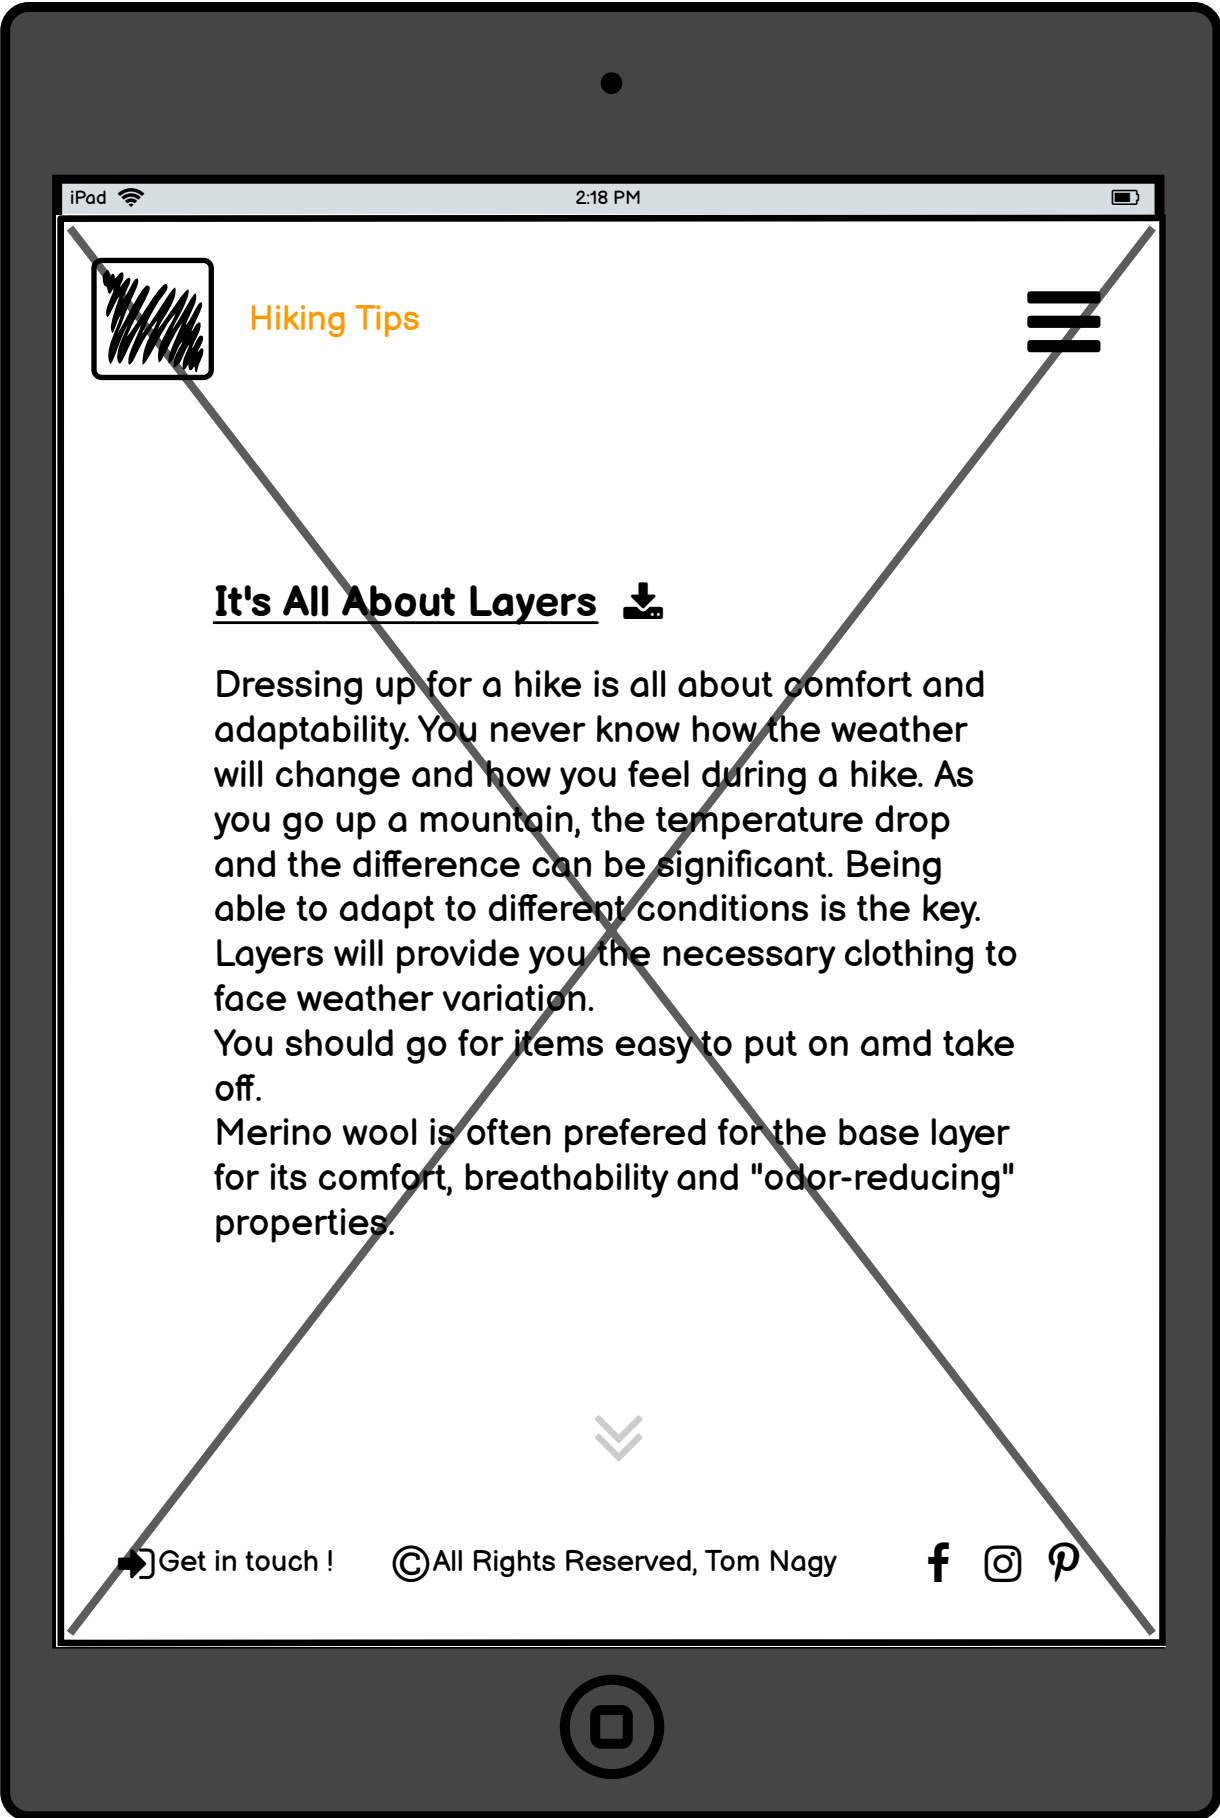 iPad 2:18 PM
Hiking Tips
It's All About Layers
Dressing up for a hike is all about comfort and
adaptability. You never know how the weather
will change and how you feel during a hike. As
you go up a mountain, the temperature drop
and the difference can be significant. Being
able to adapt to different conditions is the key.
Layers will provide you the necessary clothing to
face weather variation.
You should go for items easy to put on amd take
off.
Merino wool is often prefered for the base layer
for its comfort, breathability and "odor-reducing"
properties.
Get in touch ! ©All Rights Reserved, Tom Nagy